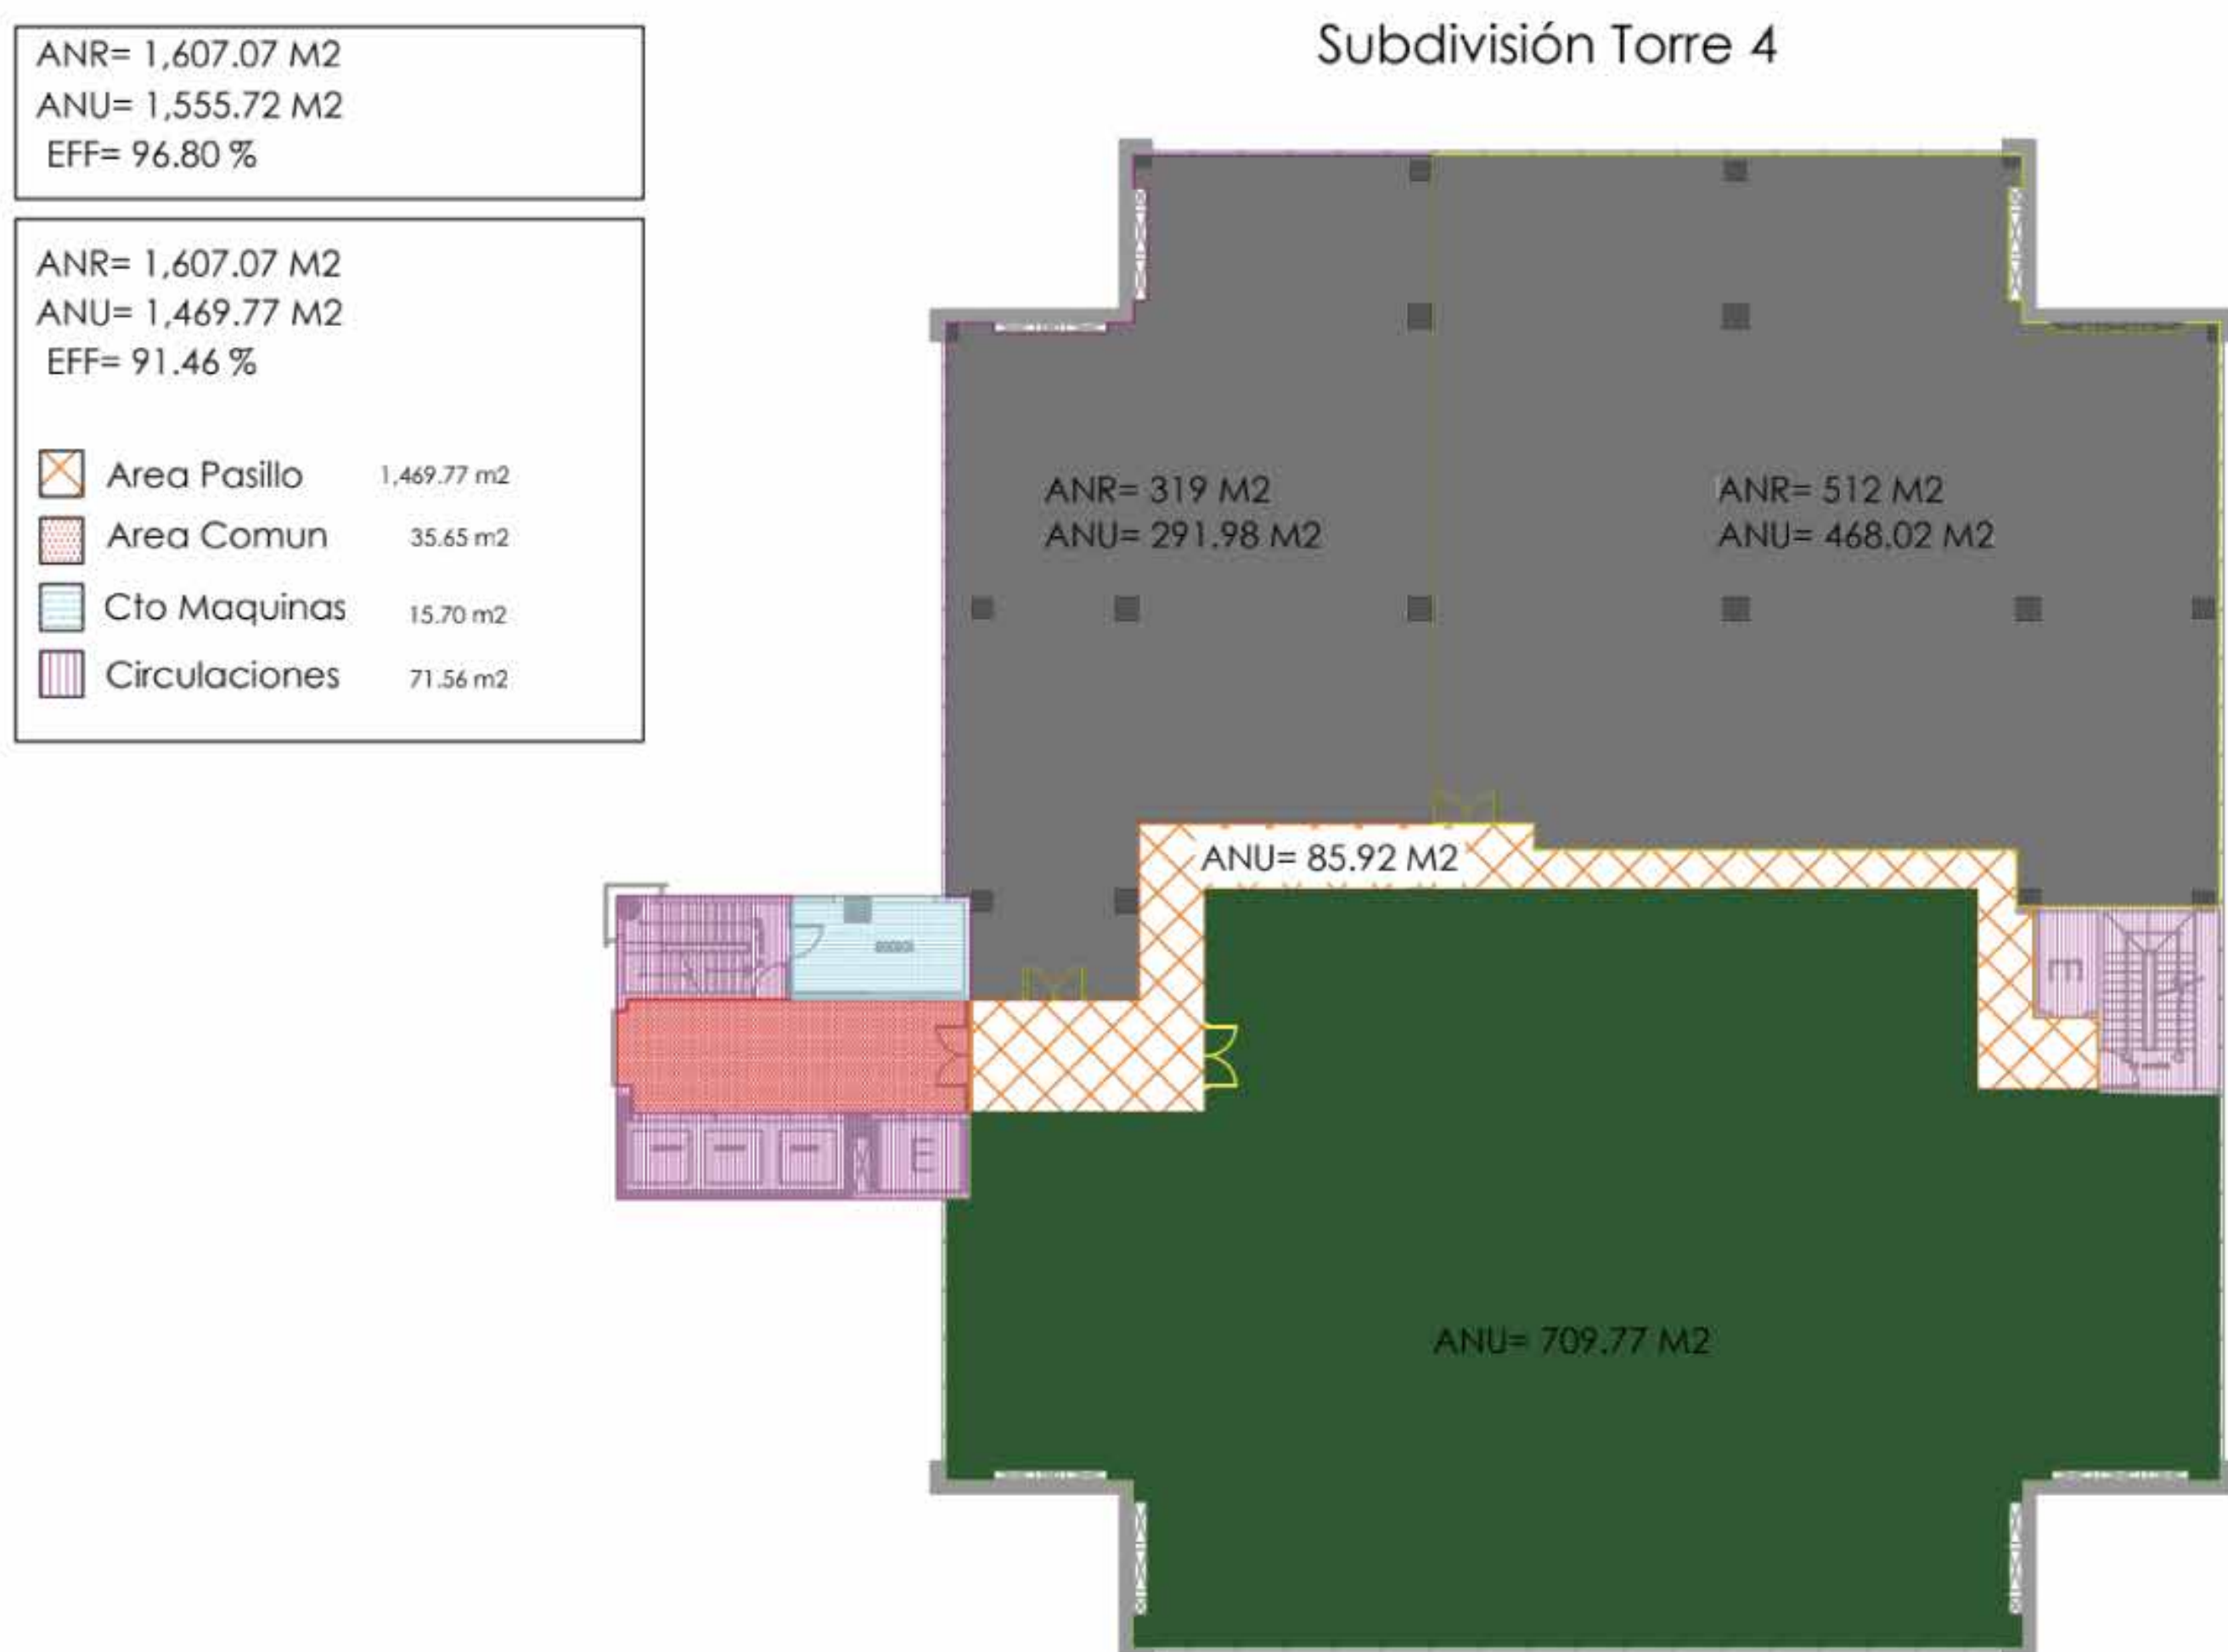 Subdivisión Torre 4
ANR= 1,607.07 M2
ANU= 1,555.72 M2
EFF= 96.80 %
ANR= 1,607.07 M2
ANU= 1,469.77 M2
EFF= 91.46 %
Area Pasillo 1,469.77 m2
Area Comun 35.65 m2
Cto Maquinas 15.70 m2
Circulaciones 71.56 m2
ANR= 319 M2
ANU= 291.98 M2
ANR= 512 M2
ANU= 468.02 M2
ANU= 85.92 M2
E
E
ANU= 709.77 M2